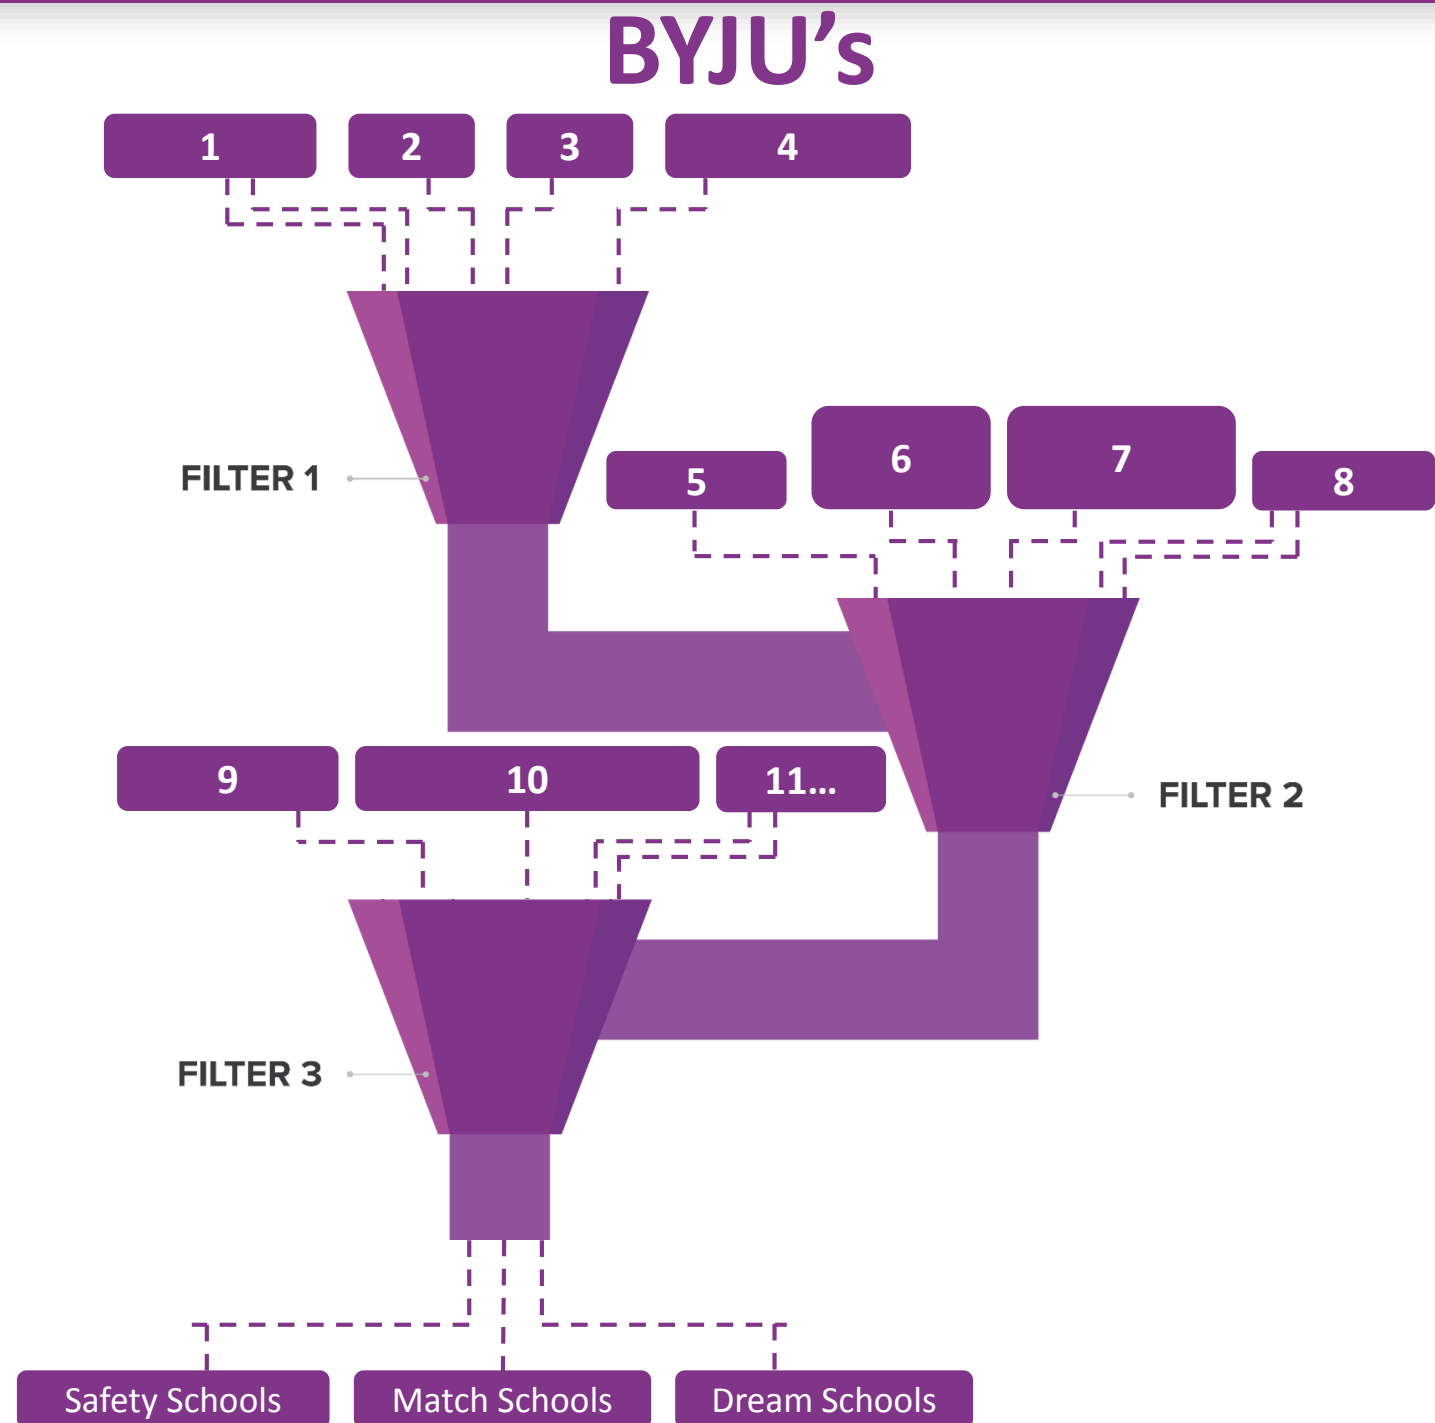 BYJU’s
1
2
3
4
FILTER 1
5
6
7
8
9
10
11...
FILTER 2
FILTER 3
Safety Schools
Match Schools
Dream Schools